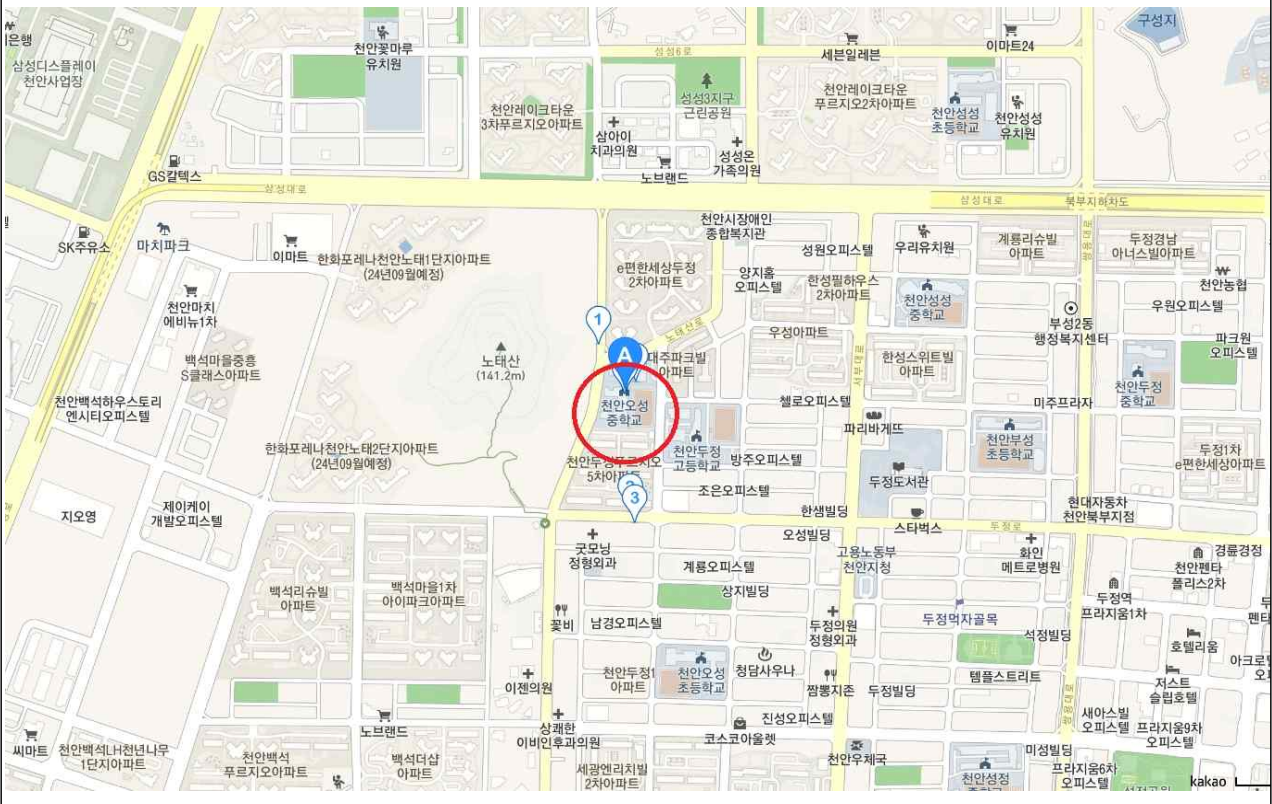 구성지
은행
삼성디스플레이
천안사업장
천안꽃마루
유치원
성성6로
세븐일레븐
이마트24
천안레이크타운
3차푸르지오아파트
성성3지구
근린공원
천안레이크타운
푸르지오2차아파트
천안성성
초등학교
천안성성
유치원
삼아이
치과의원
성성온
가족의원
노브랜드
GS칼텍스
삼성대로
삼성대로
북부지하차도
SK주유소
마치파크
이마트
한화포레나천안노태1단지아파트
(24년09월예정)
천안시장애인
종합복지관
성원오피스텔
우리유치원
계룡리슈빌
아파트
두정경남
아너스빌아파트
쌍용대로
e편한세상두정
2차아파트
양지홈
오피스텔
한성필하우스
2차아파트
천안성성
중학교
천안농협
우원오피스텔
천안마치
에비뉴1차
1
노태산로
우성아파트
부성2동
행정복지센터
파크원
오피스텔
백석마을중흥
S클래스아파트
노태산
(141.2m)
A
대주파크빌
아파트
서부대로
한성스위트빌
아파트
천안두정
중학교
천안백석하우스토리
엔시티오피스텔
천안오성
중학교
첼로오피스텔
미주프라자
파리바게뜨
한화포레나천안노태2단지아파트
(24년09월예정)
천안두정푸르지오
5차아파트
천안두정
고등학교
방주오피스텔
천안부성
초등학교
두정1차
e편한세상아파트
두정도서관
2
3
조은오피스텔
지오영
제이케이
개발오피스텔
한샘빌딩
스타벅스
두정로
현대자동차
천안북부지점
굿모닝
정형외과
오성빌딩
고용노동부
천안지청
화인
메트로병원
경륜경정
계룡오피스텔
천안펜타
폴리스2차
백석리슈빌
아파트
백석마을1차
아이파크아파트
상지빌딩
두정역
프라지움1차
꽃비
남경오피스텔
두정의원
정형외과
두정먹자골목
석정빌딩
호텔리움
천안두정1
아파트
천안오성
초등학교
청담사우나
이젠의원
짬뽕지존
두정빌딩
템플스트리트
저스트
슬립호텔
쌍용대로
노브랜드
상쾌한
이비인후과의원
진성오피스텔
코스코아울렛
새아스빌
오피스텔
프라지움9차
오피스텔
씨마트
천안백석LH천년나무
1단지아파트
천안백석
푸르지오아파트
백석더샵
아파트
세광엔리치빌
2차아파트
천안우체국
천안성정
미성빌딩
프라지움6차
오피스텔
kakao